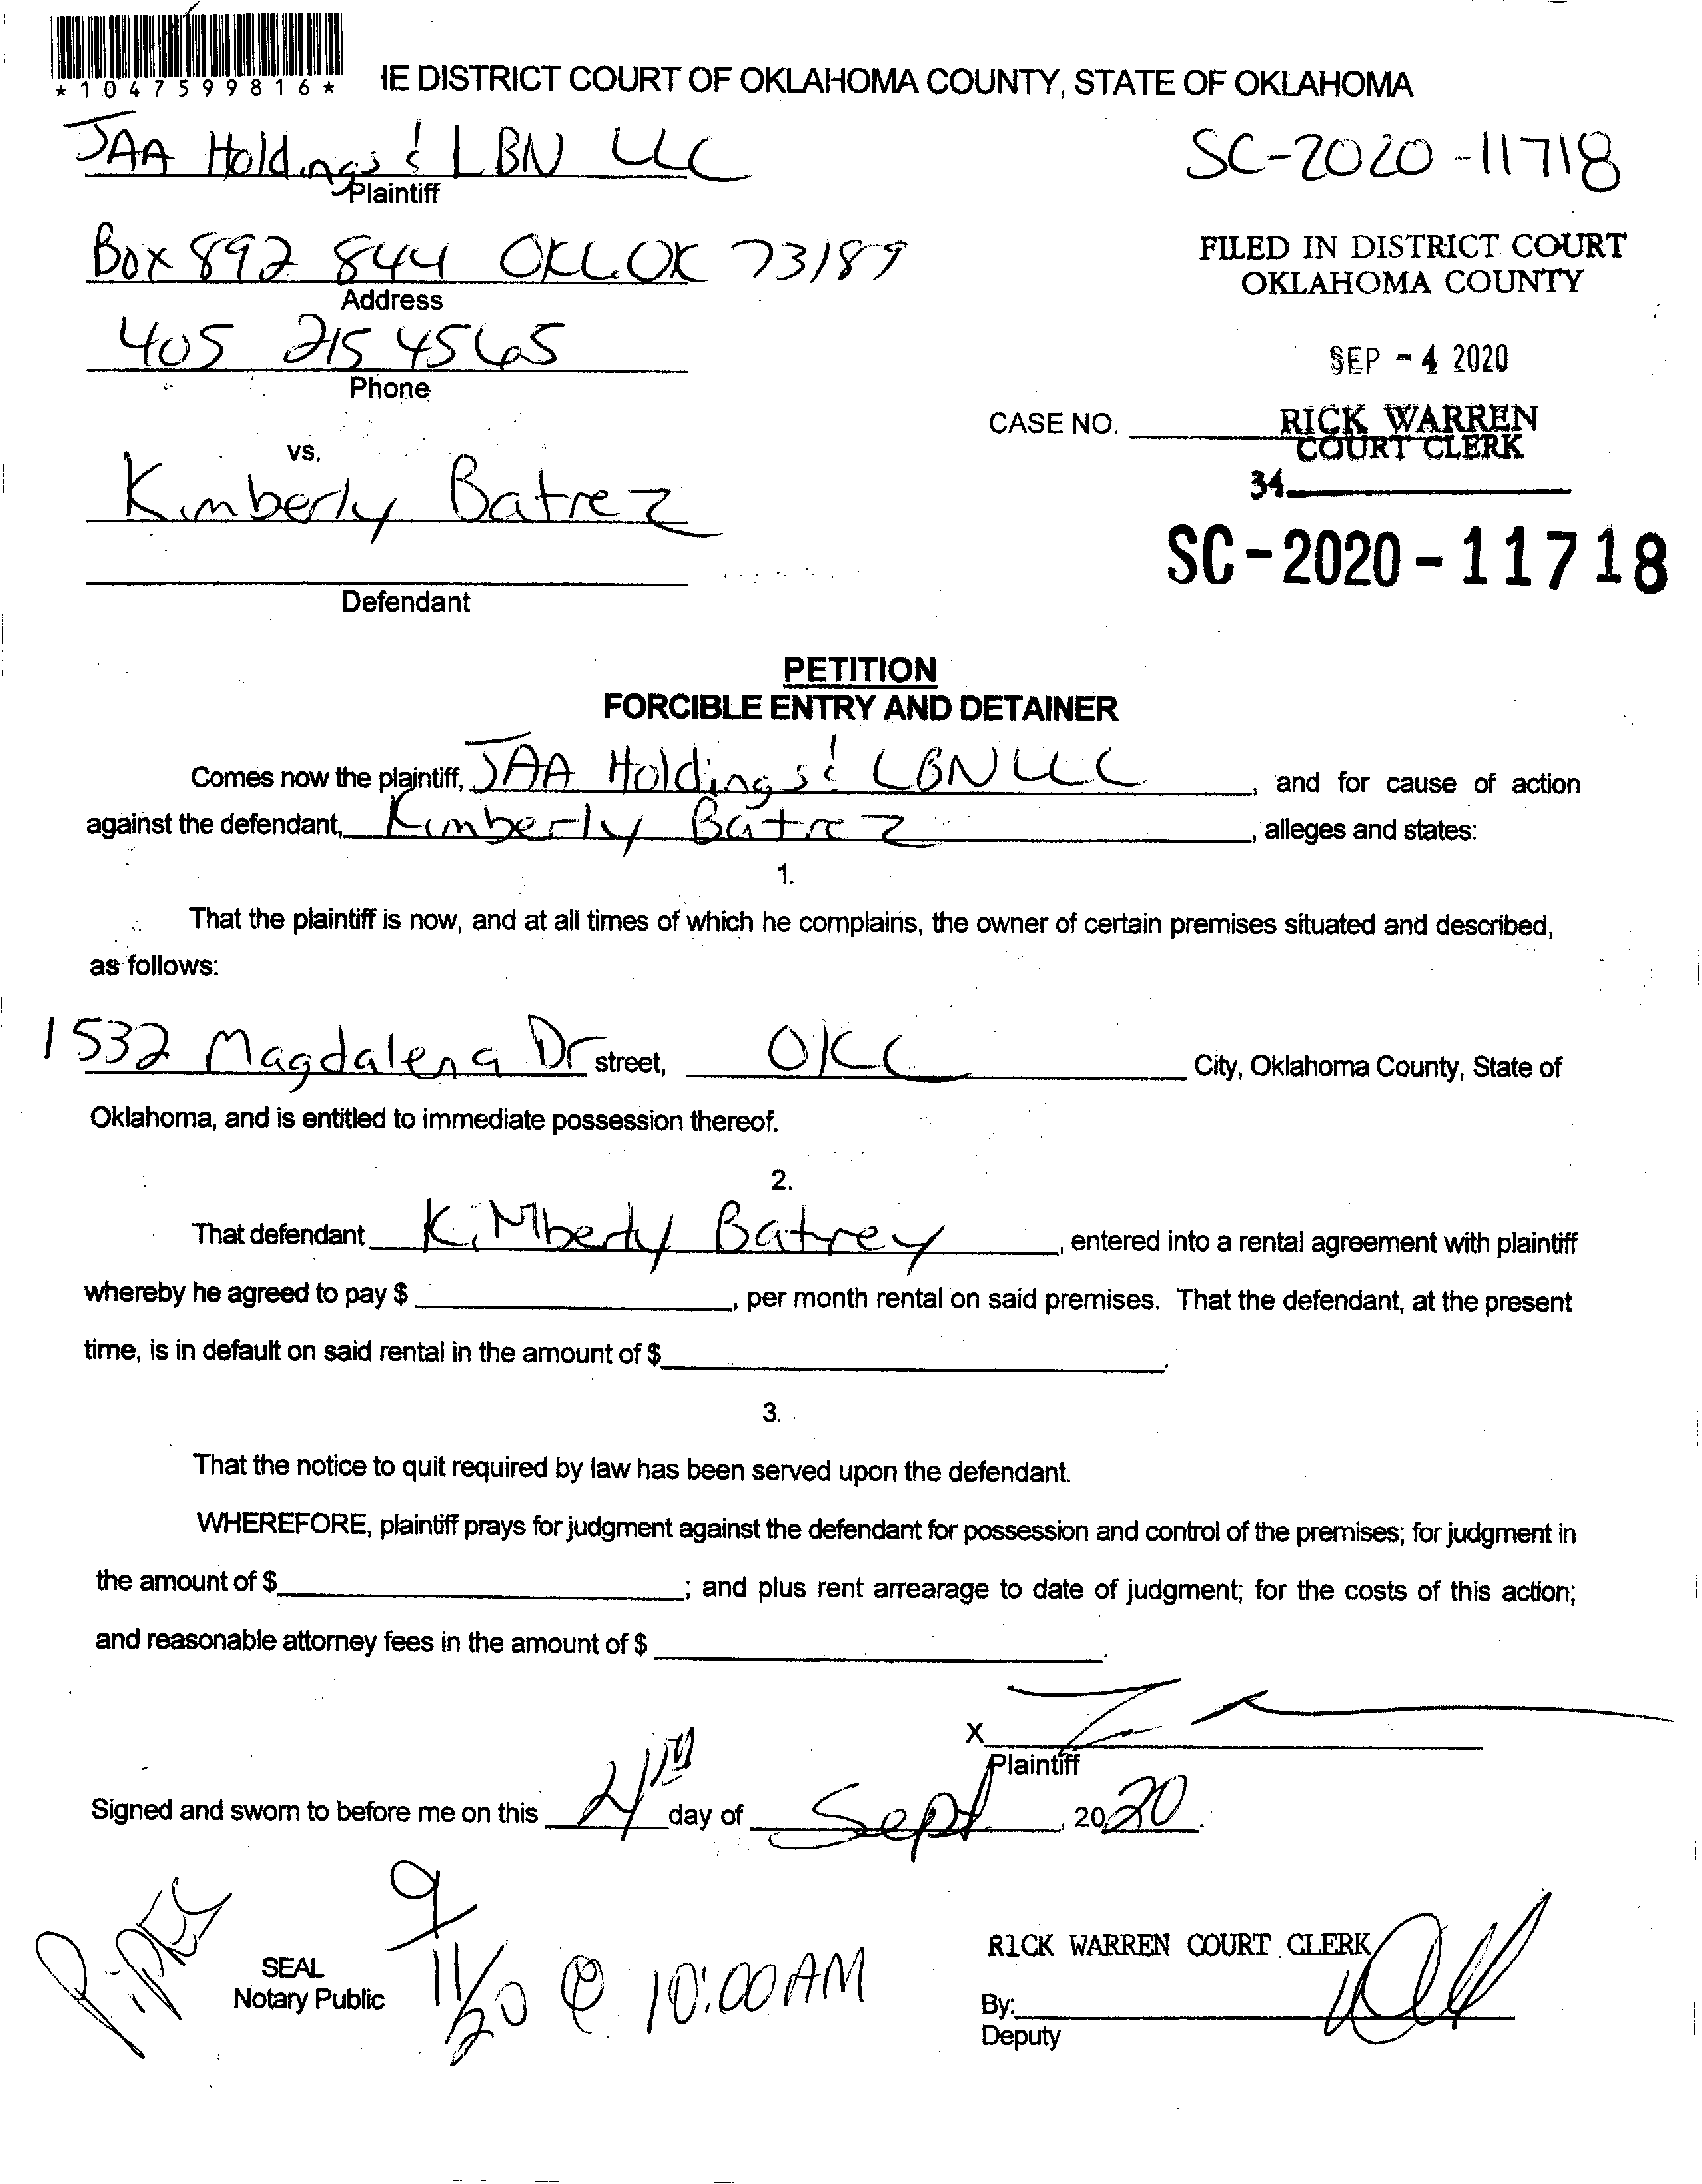 *1047599816*
IE DISTRICT COURT OF OKLAHOMA COUNTY, STATE OF OKLAHOMA
JAA Holdings & LBN LLC
SC-2020-11718
Plaintiff
Box 892 844 OKC OK 73189
FILED IN DISTRICT COURT
OKLAHOMA COUNTY
Address
405 215 4565
SEP - 4 2020
Phone
CASE NO.
RICK WARREN
COURT CLERK
vs.
34
Kimberly Batrez
SC-2020-11718
Defendant
PETITION
FORCIBLE ENTRY AND DETAINER
Comes now the plaintiff, JAA Holdings & LBN LLC, and for cause of action
against the defendant, Kimberly Batrez, alleges and states:
1.
That the plaintiff is now, and at all times of which he complains, the owner of certain premises situated and described,
as follows:
1532 Magdalena Dr street, OKC City, Oklahoma County, State of
Oklahoma, and is entitled to immediate possession thereof.
2.
That defendant Kimberly Batrey, entered into a rental agreement with plaintiff
whereby he agreed to pay $, per month rental on said premises. That the defendant, at the present
time, is in default on said rental in the amount of $.
3.
That the notice to quit required by law has been served upon the defendant.
WHEREFORE, plaintiff prays for judgment against the defendant for possession and control of the premises; for judgment in
the amount of $; and plus rent arrearage to date of judgment; for the costs of this action;
and reasonable attorney fees in the amount of $.
X
Plaintiff
Signed and sworn to before me on this 4th day of Sept, 2020.
9/11/20 @ 10:00 AM
RICK WARREN COURT CLERK
SEAL
Notary Public
By:
Deputy